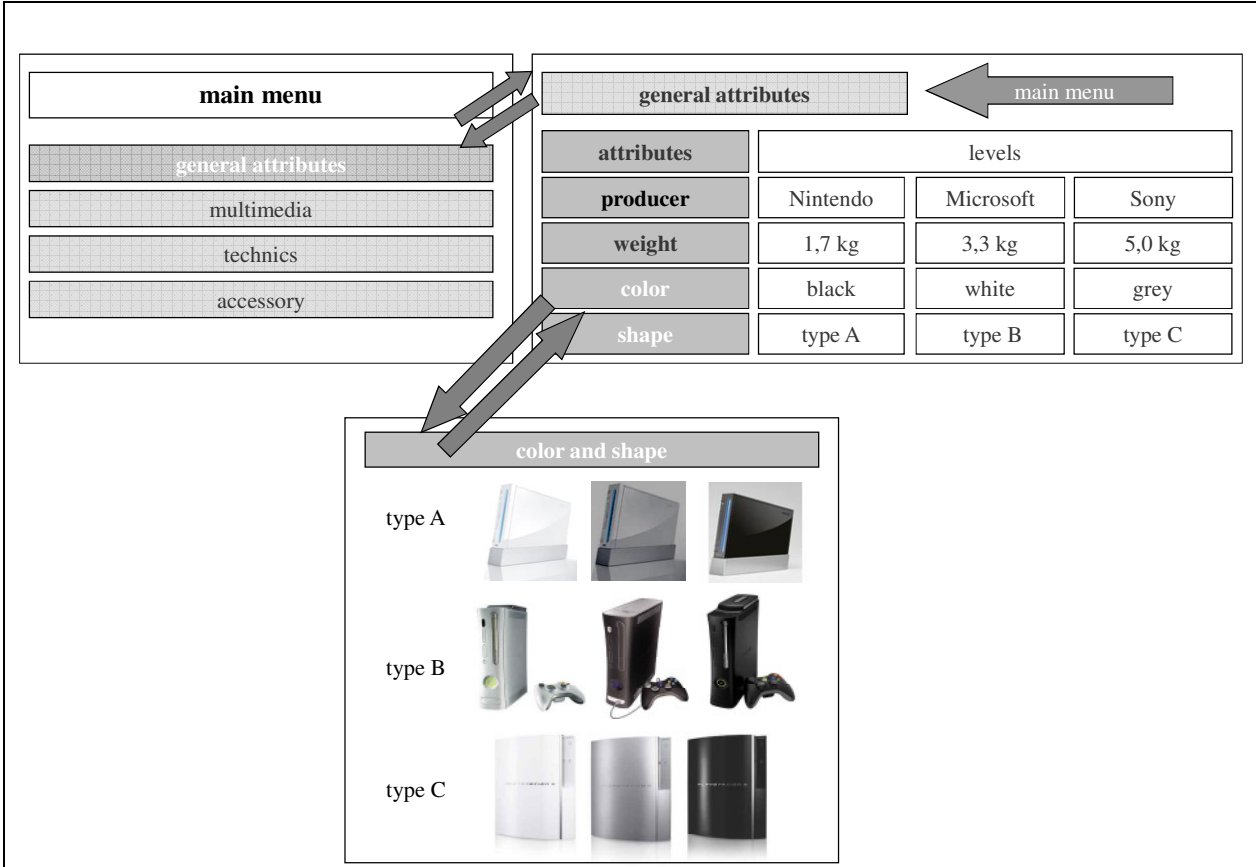 main menu
general attributes
multimedia
technics
accessory
general attributes
main menu
attributes levels
producer Nintendo Microsoft Sony
weight 1,7 kg 3,3 kg 5,0 kg
color black white grey
shape type A type B type C
color and shape
type A
type B
type C